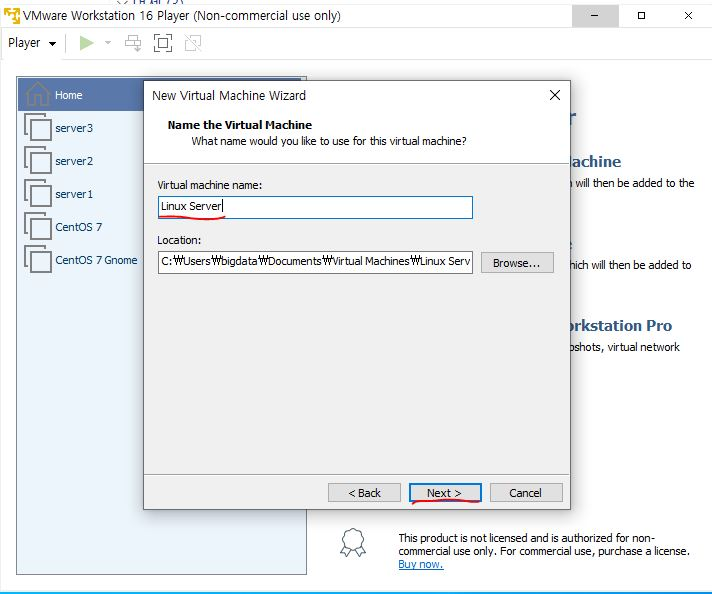 VMware Workstation 16 Player (Non-commercial use only)
Player
Home
server3
server2
server1
CentOS 7
CentOS 7 Gnome
New Virtual Machine Wizard
Name the Virtual Machine
What name would you like to use for this virtual machine?
Virtual machine name:
Linux Server
Location:
C:₩Users₩bigdata₩Documents₩Virtual Machines₩Linux Serv
Browse...
< Back
Next >
Cancel
will then be added to the
which will then be added to
Pro
virtual network
This product is not licensed and is authorized for non-
commercial use only. For commercial use, purchase a license.
Buy now.